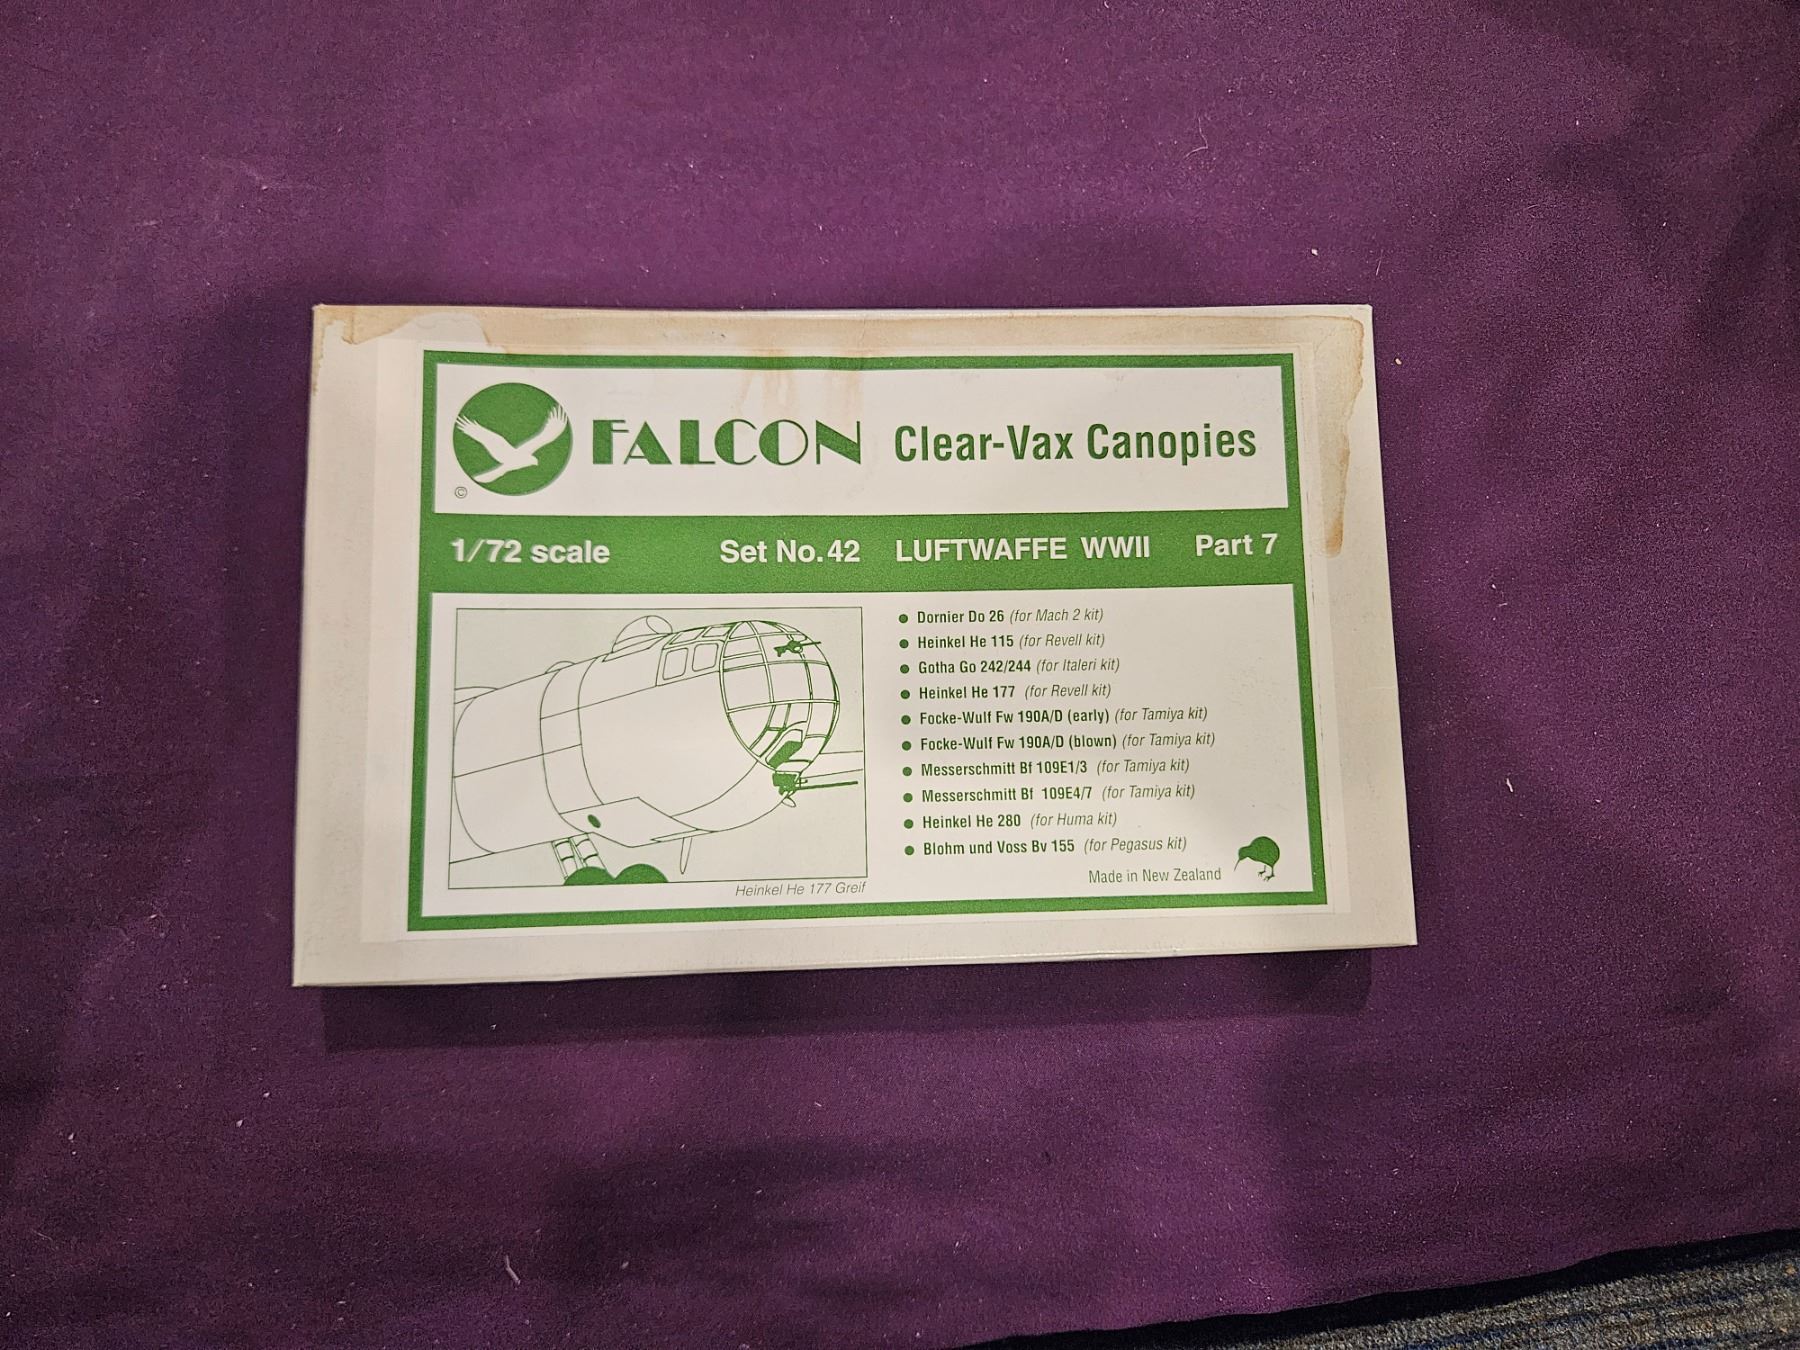 FALCON Clear-Vax Canopies
©
1/72 scale Set No. 42 LUFTWAFFE WWII Part 7
Dornier Do 26 (for Mach 2 kit)
Heinkel He 115 (for Revell kit)
Gotha Go 242/244 (for Italeri kit)
Heinkel He 177 (for Revell kit)
Focke-Wulf Fw 190A/D (early) (for Tamiya kit)
Focke-Wulf Fw 190A/D (blown) (for Tamiya kit)
Messerschmitt Bf 109E1/3 (for Tamiya kit)
Messerschmitt Bf 109E4/7 (for Tamiya kit)
Heinkel He 280 (for Huma kit)
Blohm und Voss Bv 155 (for Pegasus kit)
Made in New Zealand
Heinkel He 177 Greif